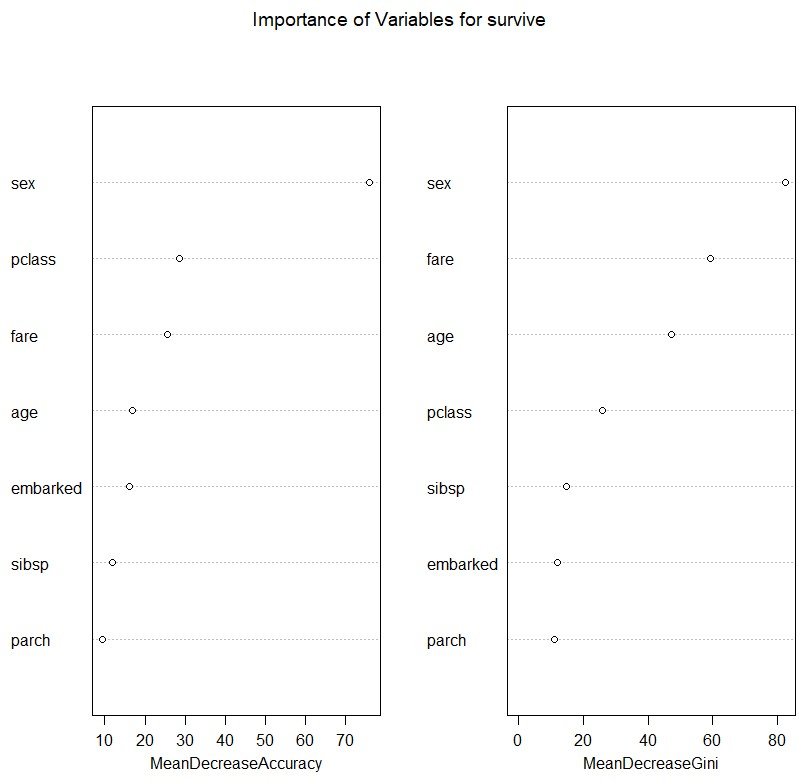 Importance of Variables for survive
sex
pclass
fare
age
embarked
sibsp
parch
10 20 30 40 50 60 70
MeanDecreaseAccuracy
sex
fare
age
pclass
sibsp
embarked
parch
0 20 40 60 80
MeanDecreaseGini